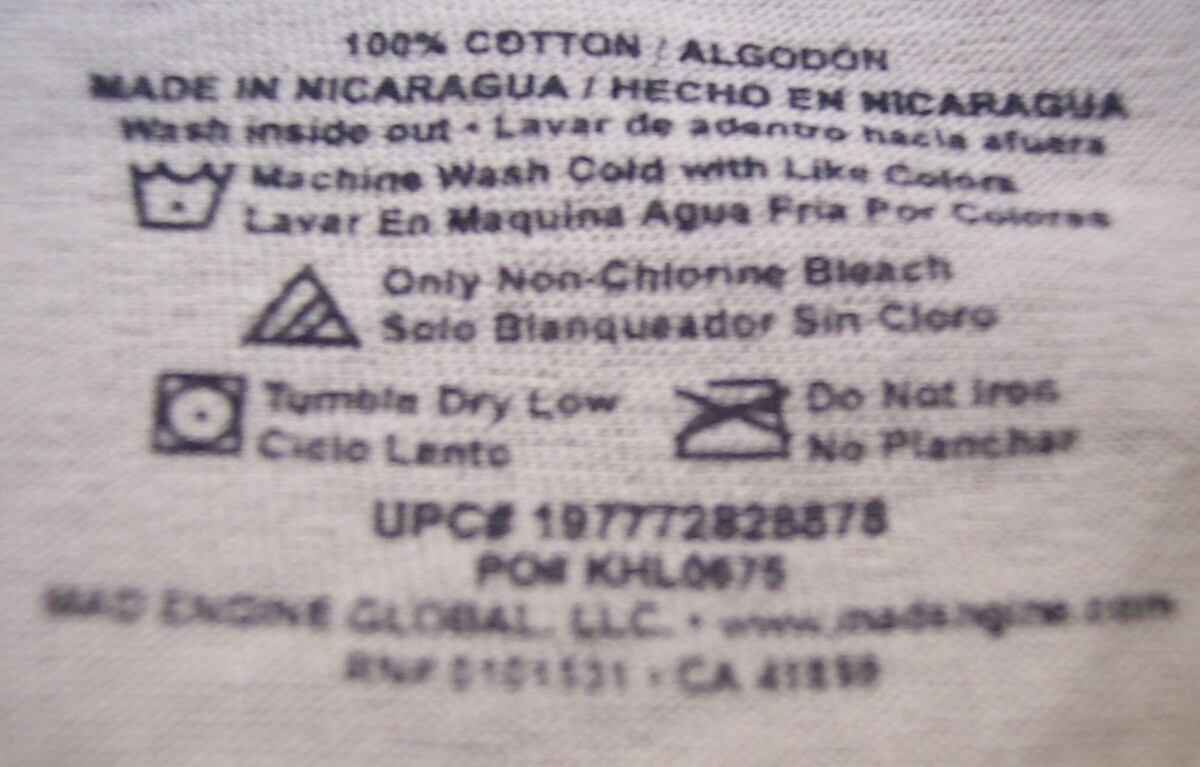 100% COTTON / ALGODON
MADE IN NICARAGUA / HECHO EN NICARAGUA
Wash inside out • Lavar de adentro hacia afuera
Machine Wash Cold with Like Colors
Lavar En Maquina Agua Fria Por Colores
Only Non-Chlorine Bleach
Solo Blanqueador Sin Cloro
Tumble Dry Low
Ciclo Lento
Do Not Iron
No Planchar
UPC#
PO# KHL0675
MAD ENGINE GLOBAL, LLC. • www.madengine.com
RN# • CA